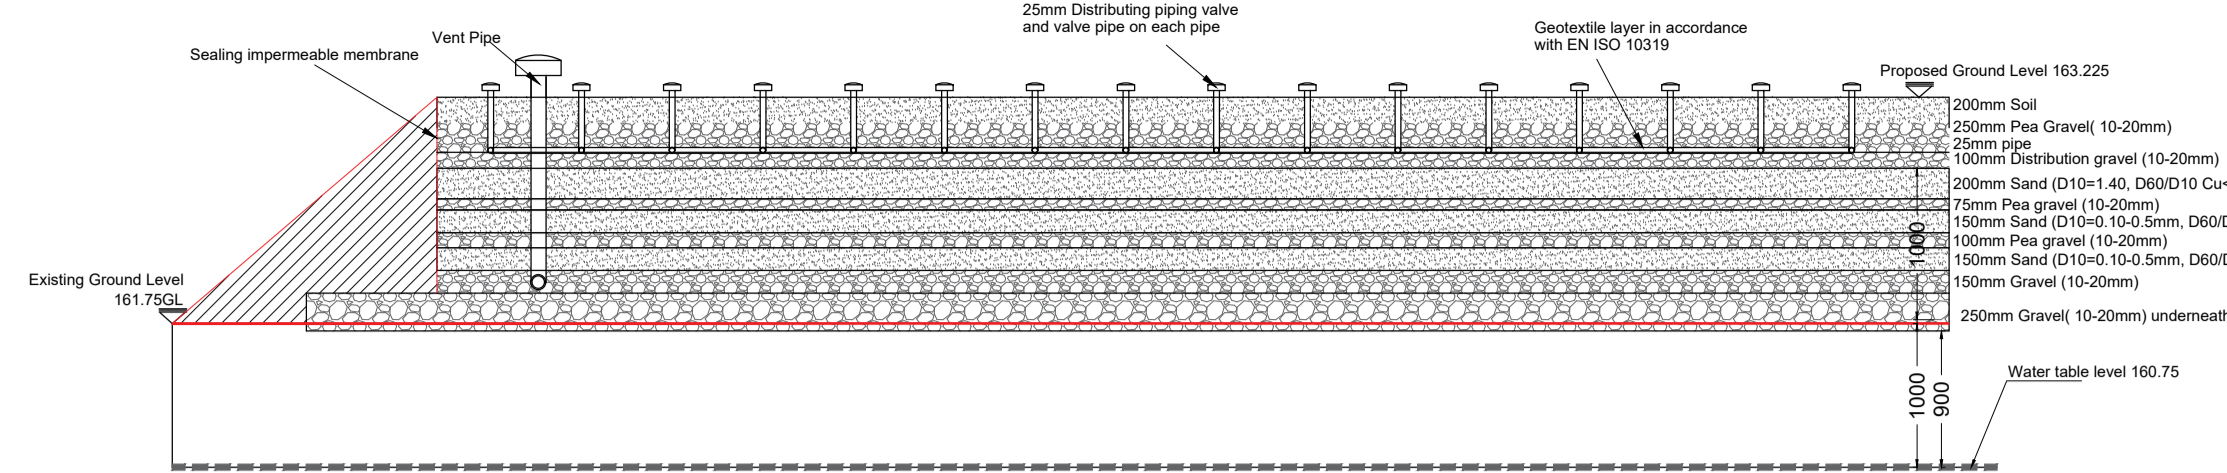 25mm Distributing piping valve
and valve pipe on each pipe
Geotextile layer in accordance
with EN ISO 10319
Vent Pipe
Sealing impermeable membrane
Proposed Ground Level 163.225
200mm Soil
250mm Pea Gravel( 10-20mm)
25mm pipe
100mm Distribution gravel (10-20mm)
200mm Sand (D10=1.40, D60/D10 Cu<
75mm Pea gravel (10-20mm)
150mm Sand (D10=0.10-0.5mm, D60/D
100mm Pea gravel (10-20mm)
150mm Sand (D10=0.10-0.5mm, D60/D
150mm Gravel (10-20mm)
250mm Gravel( 10-20mm) underneath
1000
Existing Ground Level
161.75GL
Water table level 160.75
1000
900